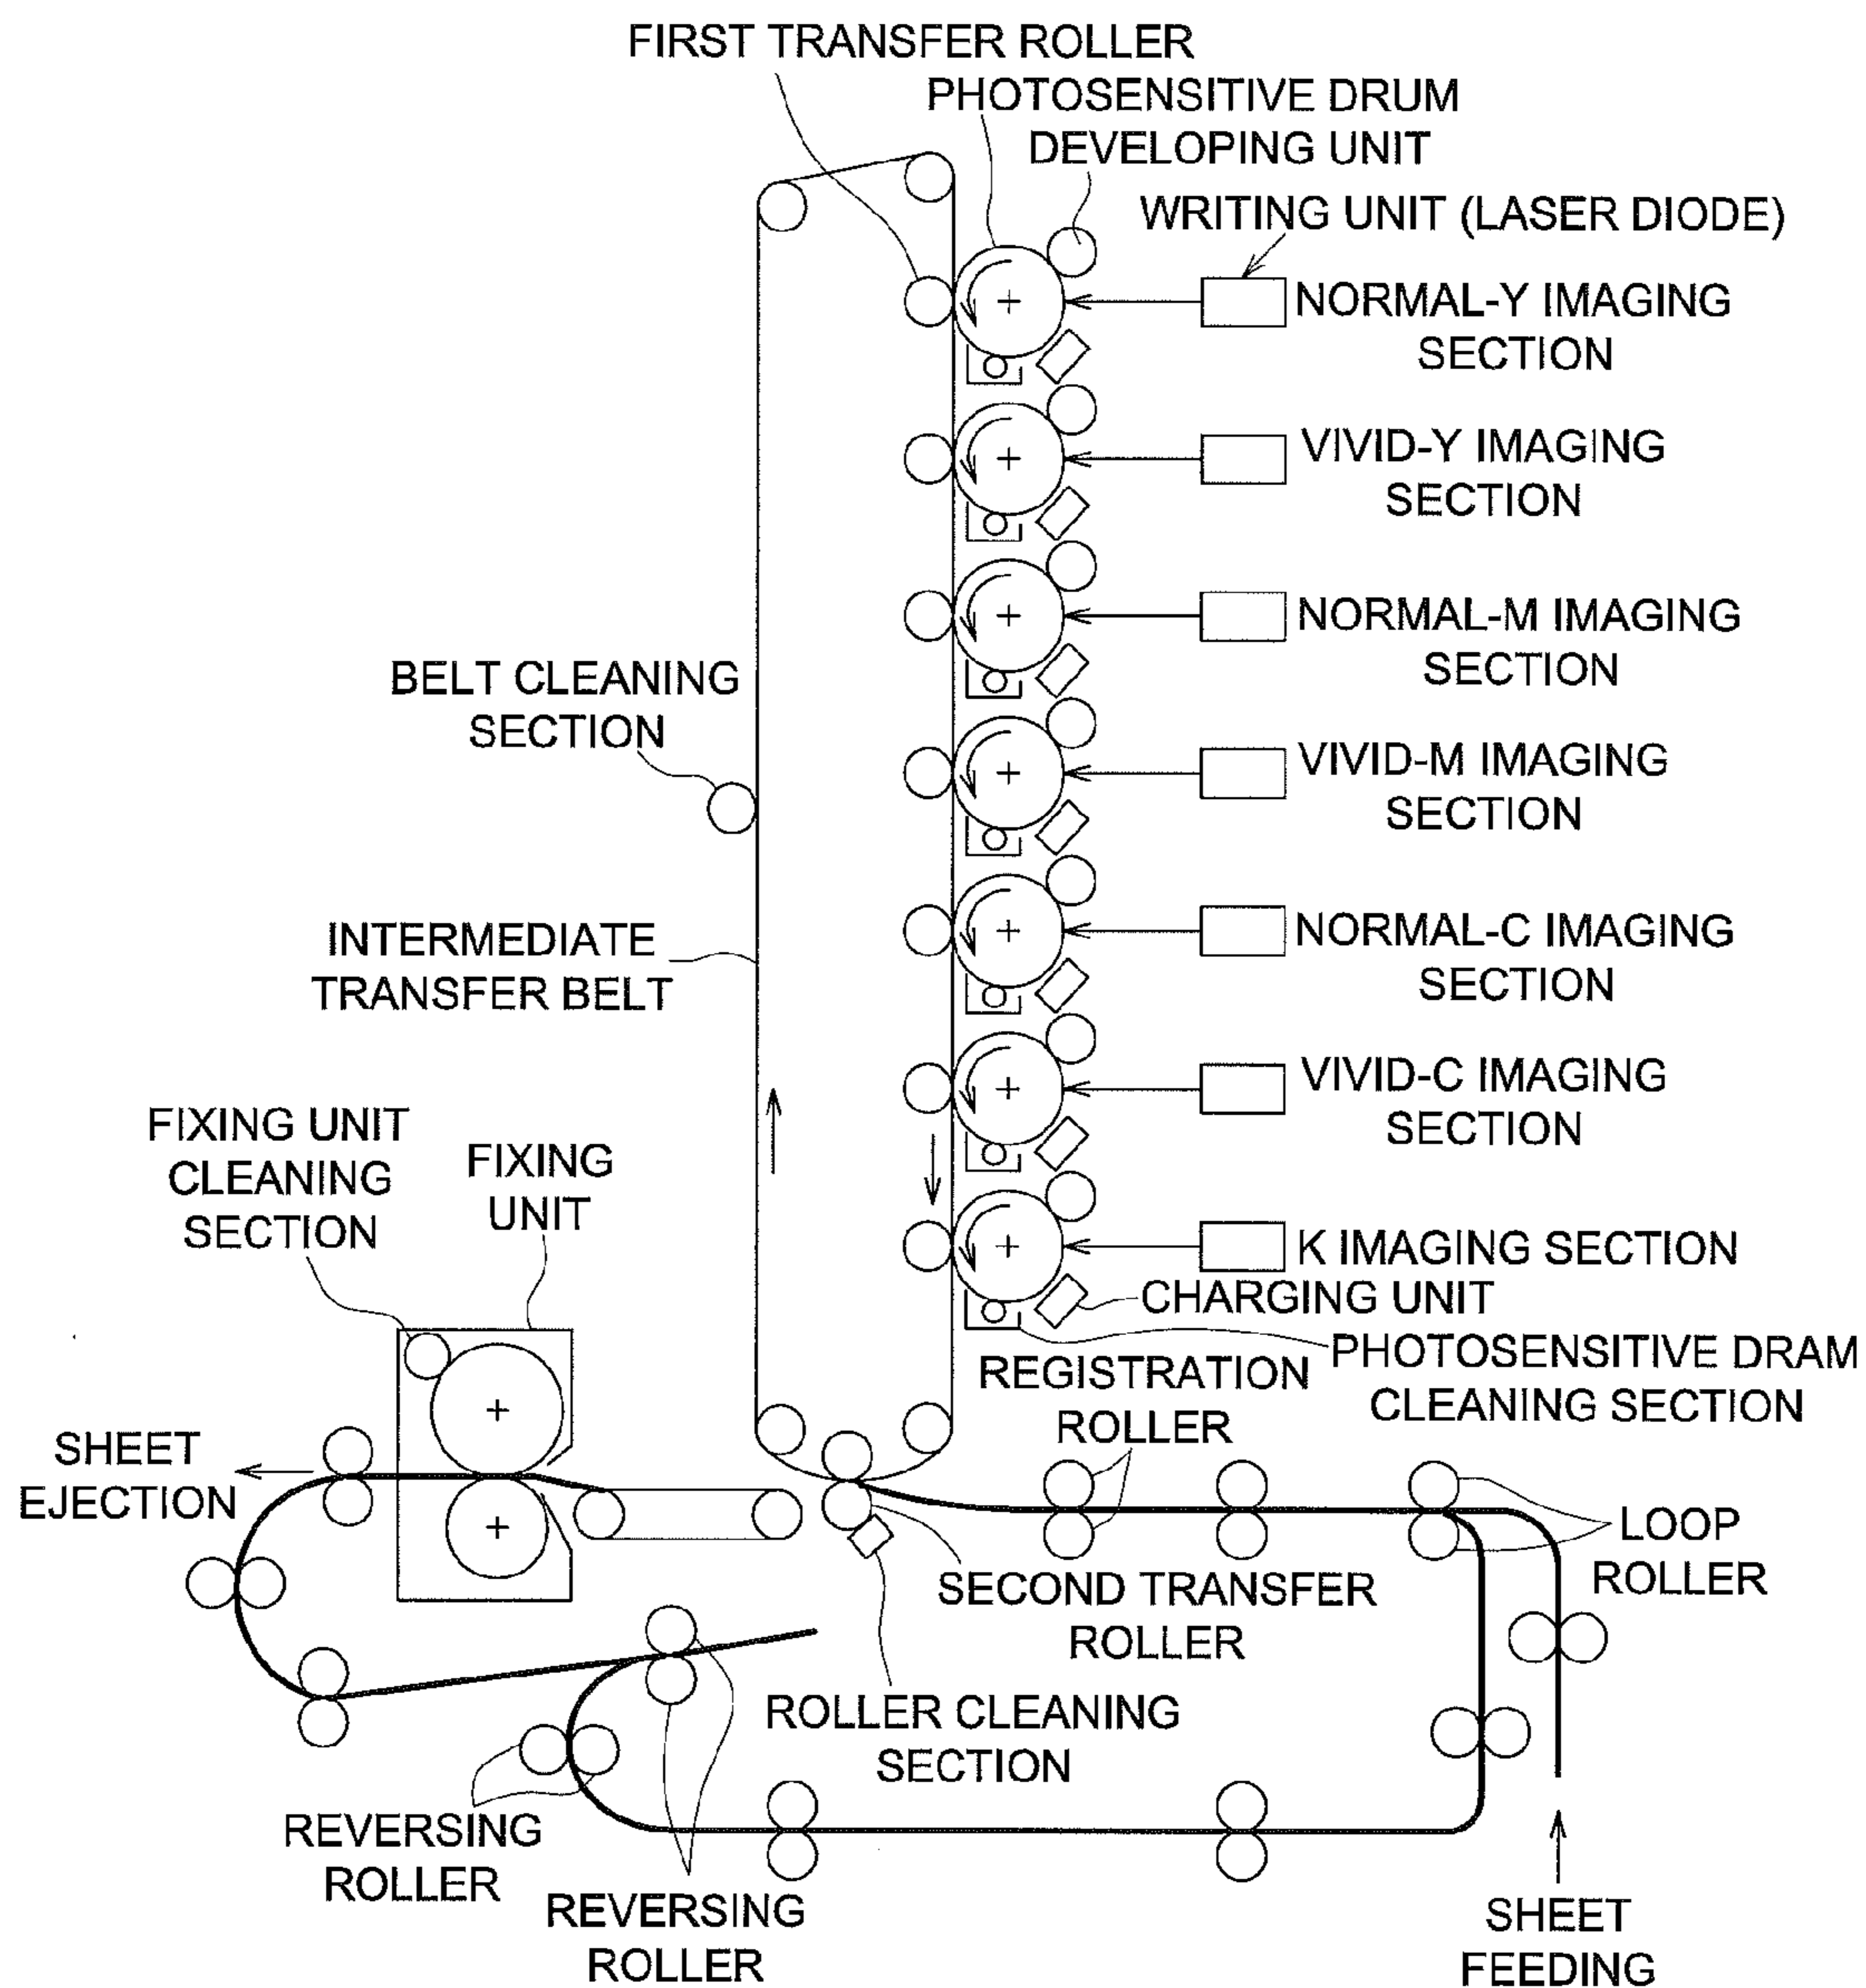 FIRST TRANSFER ROLLER
PHOTOSENSITIVE DRUM
DEVELOPING UNIT
WRITING UNIT (LASER DIODE)
NORMAL-Y IMAGING
SECTION
VIVID-Y IMAGING
SECTION
NORMAL-M IMAGING
SECTION
BELT CLEANING
SECTION
VIVID-M IMAGING
SECTION
INTERMEDIATE
TRANSFER BELT
NORMAL-C IMAGING
SECTION
VIVID-C IMAGING
SECTION
FIXING UNIT
CLEANING
SECTION
FIXING
UNIT
K IMAGING SECTION
CHARGING UNIT
PHOTOSENSITIVE DRAM
CLEANING SECTION
REGISTRATION
ROLLER
SHEET
EJECTION
LOOP
ROLLER
SECOND TRANSFER
ROLLER
ROLLER CLEANING
SECTION
REVERSING
ROLLER
REVERSING
ROLLER
SHEET
FEEDING